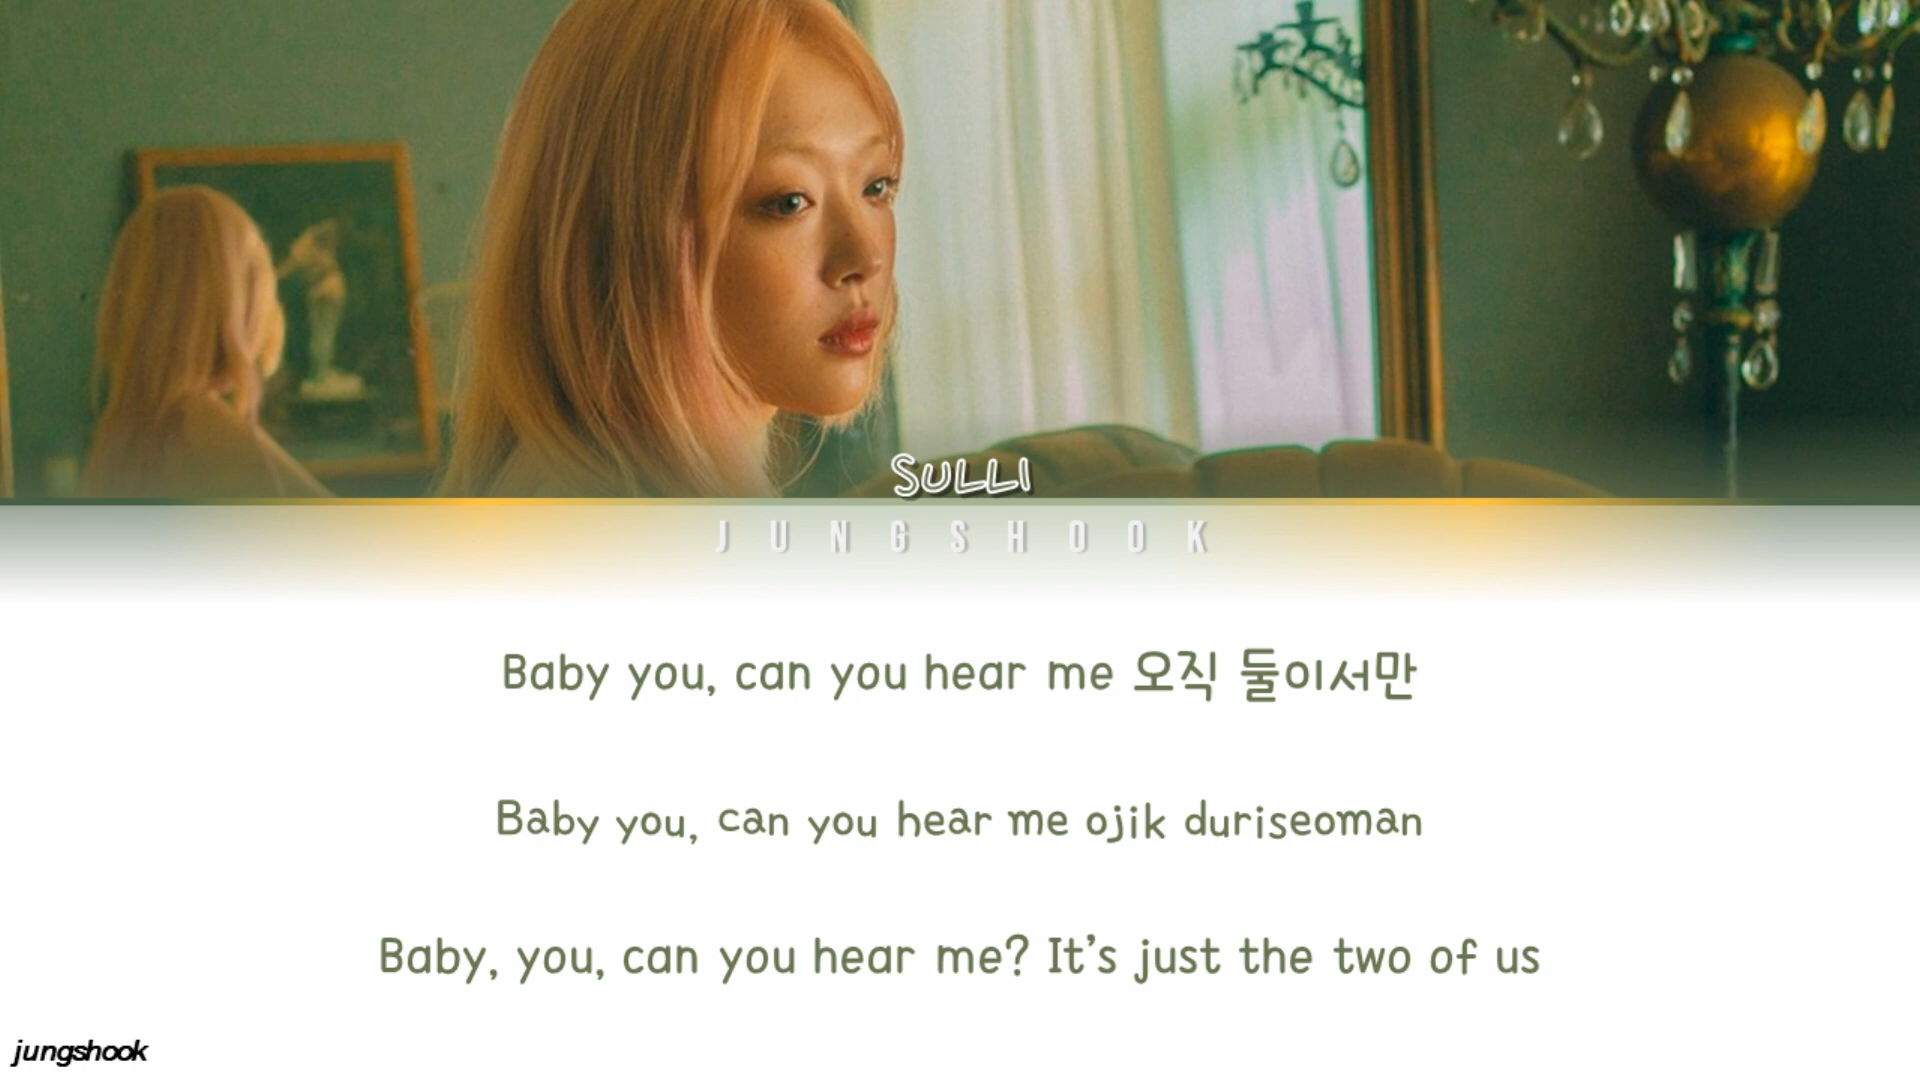 SULLI
JUNGSHOOK
Baby you, can you hear me 오직 둘이서만
Baby you, can you hear me ojik duriseoman
Baby, you, can you hear me? It's just the two of us
jungshook